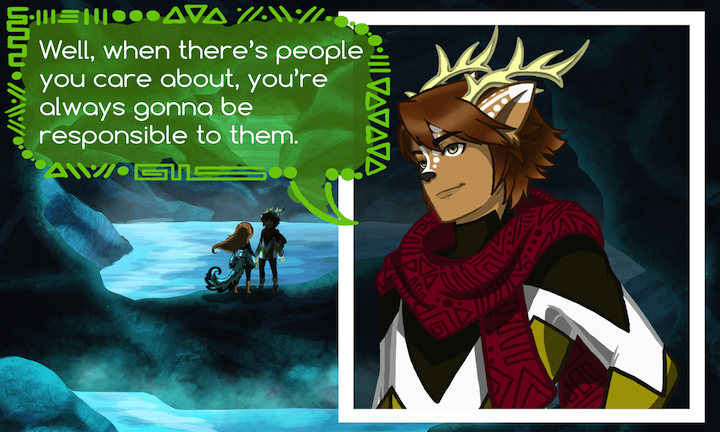 Well, when there's people
you care about, you're
always gonna be
responsible to them.